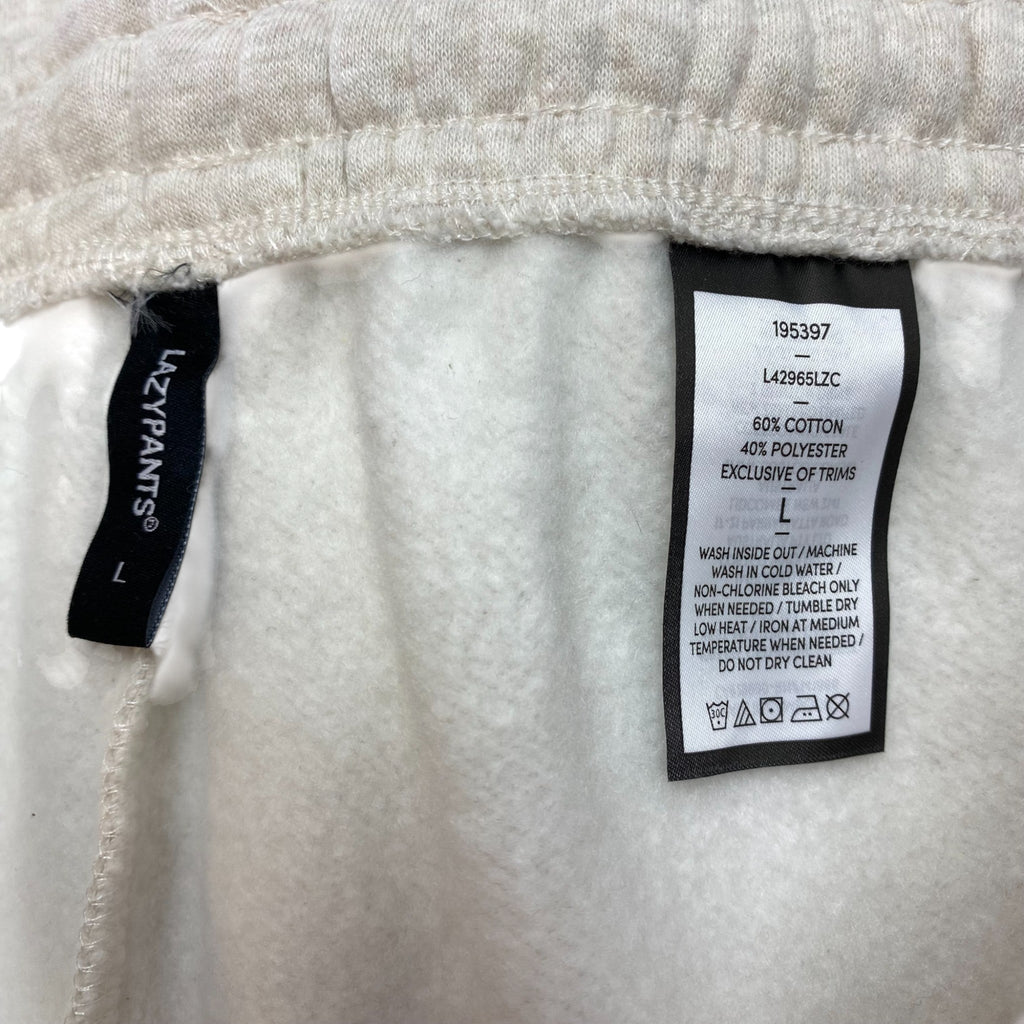 LAZYPANTS®
L
195397
L42965LZC
60% COTTON
40% POLYESTER
EXCLUSIVE OF TRIMS
L
WASH INSIDE OUT / MACHINE
WASH IN COLD WATER /
NON-CHLORINE BLEACH ONLY
WHEN NEEDED / TUMBLE DRY
LOW HEAT / IRON AT MEDIUM
TEMPERATURE WHEN NEEDED /
DO NOT DRY CLEAN
30C